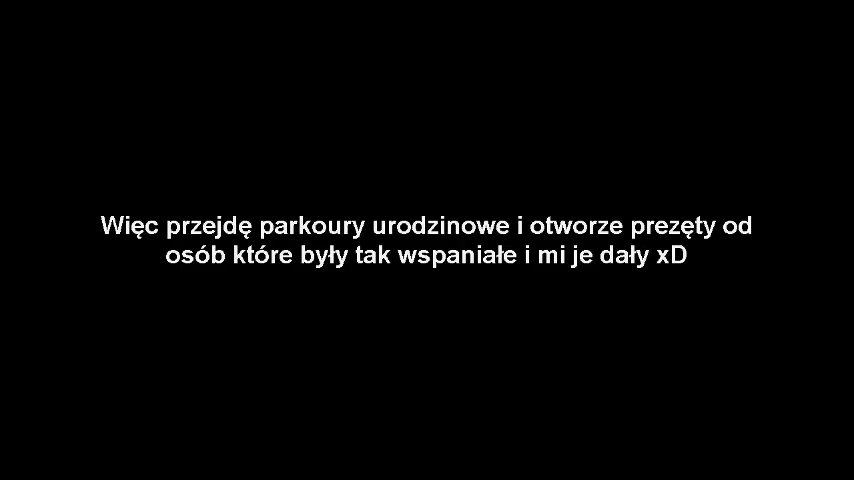 Więc przejdę parkoury urodzinowe i otworze prezęty od
osób które były tak wspaniałe i mi je dały xD